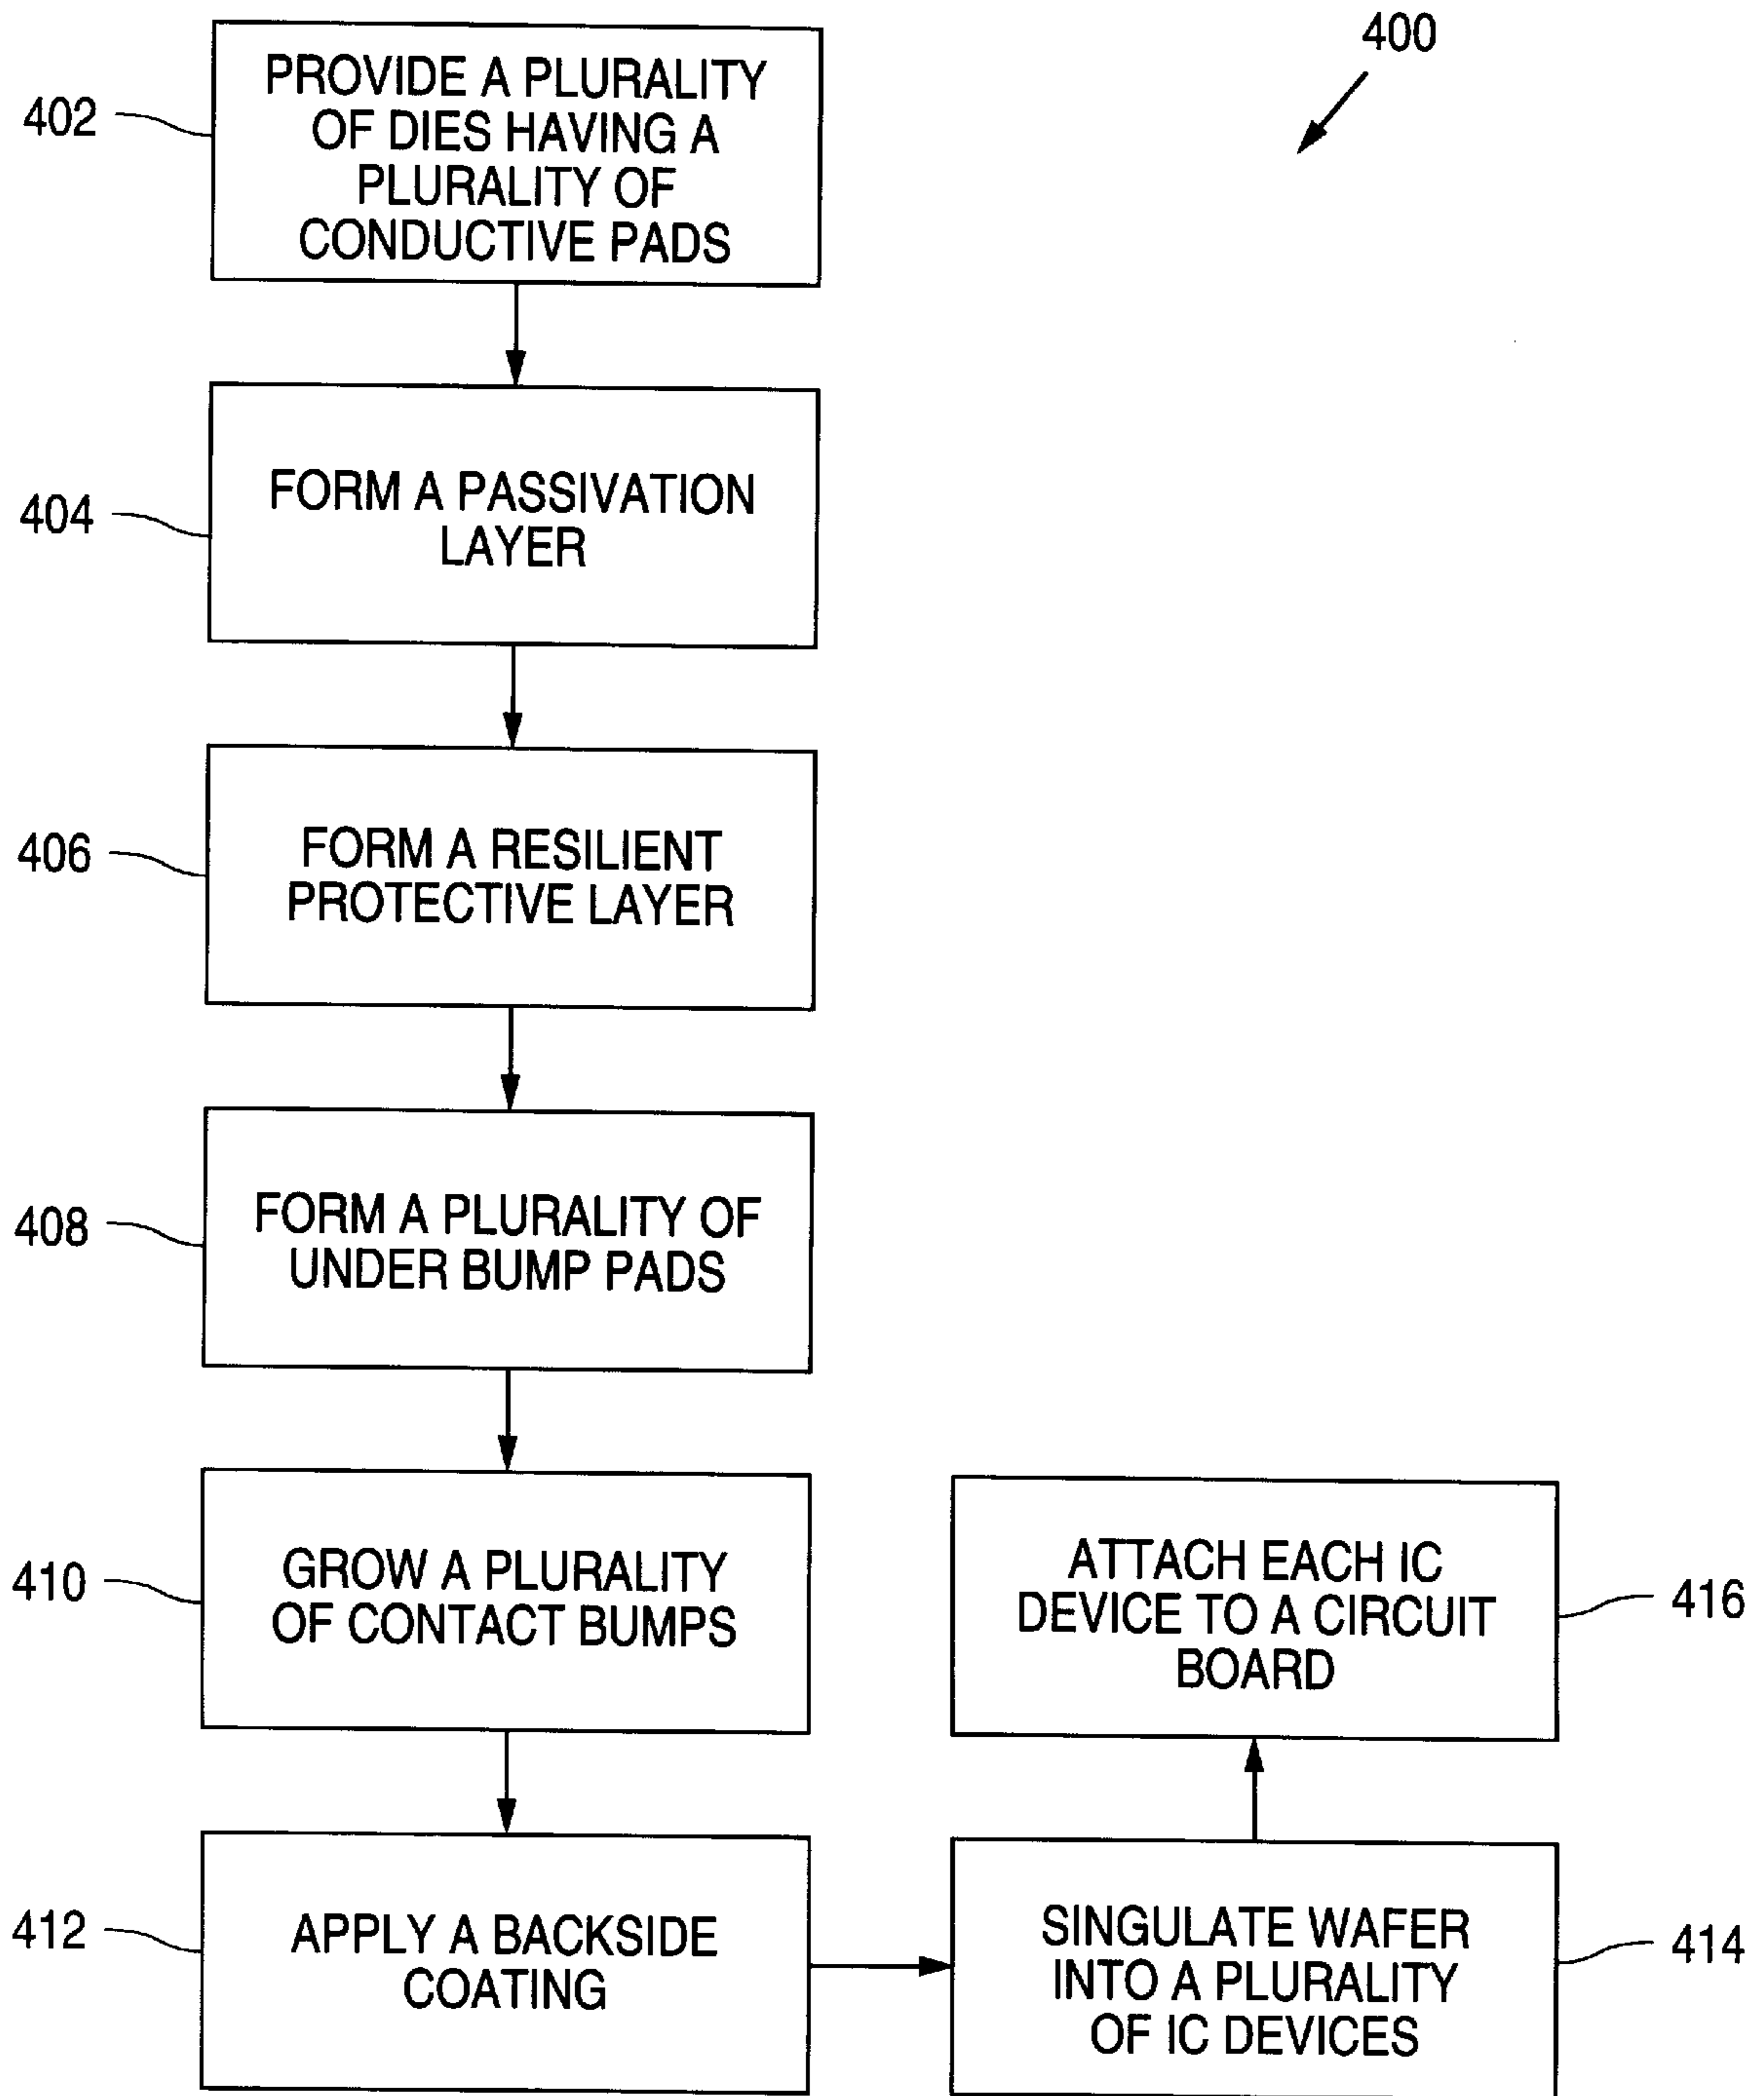 400
402
PROVIDE A PLURALITY
OF DIES HAVING A
PLURALITY OF
CONDUCTIVE PADS
404
FORM A PASSIVATION
LAYER
406
FORM A RESILIENT
PROTECTIVE LAYER
408
FORM A PLURALITY OF
UNDER BUMP PADS
410
GROW A PLURALITY
OF CONTACT BUMPS
412
APPLY A BACKSIDE
COATING
414
SINGULATE WAFER
INTO A PLURALITY
OF IC DEVICES
416
ATTACH EACH IC
DEVICE TO A CIRCUIT
BOARD